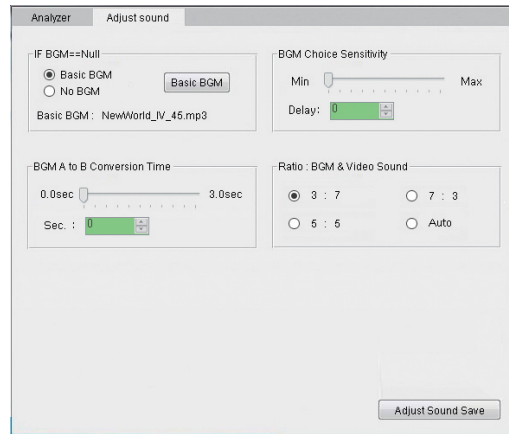 Analyzer
Adjust sound
IF BGM==Null
Basic BGM
No BGM
Basic BGM
Basic BGM : NewWorld_IV_45.mp3
BGM Choice Sensitivity
Min
Max
Delay: 0
BGM A to B Conversion Time
0.0sec
3.0sec
Sec. : 0
Ratio : BGM & Video Sound
3 : 7
7 : 3
5 : 5
Auto
Adjust Sound Save